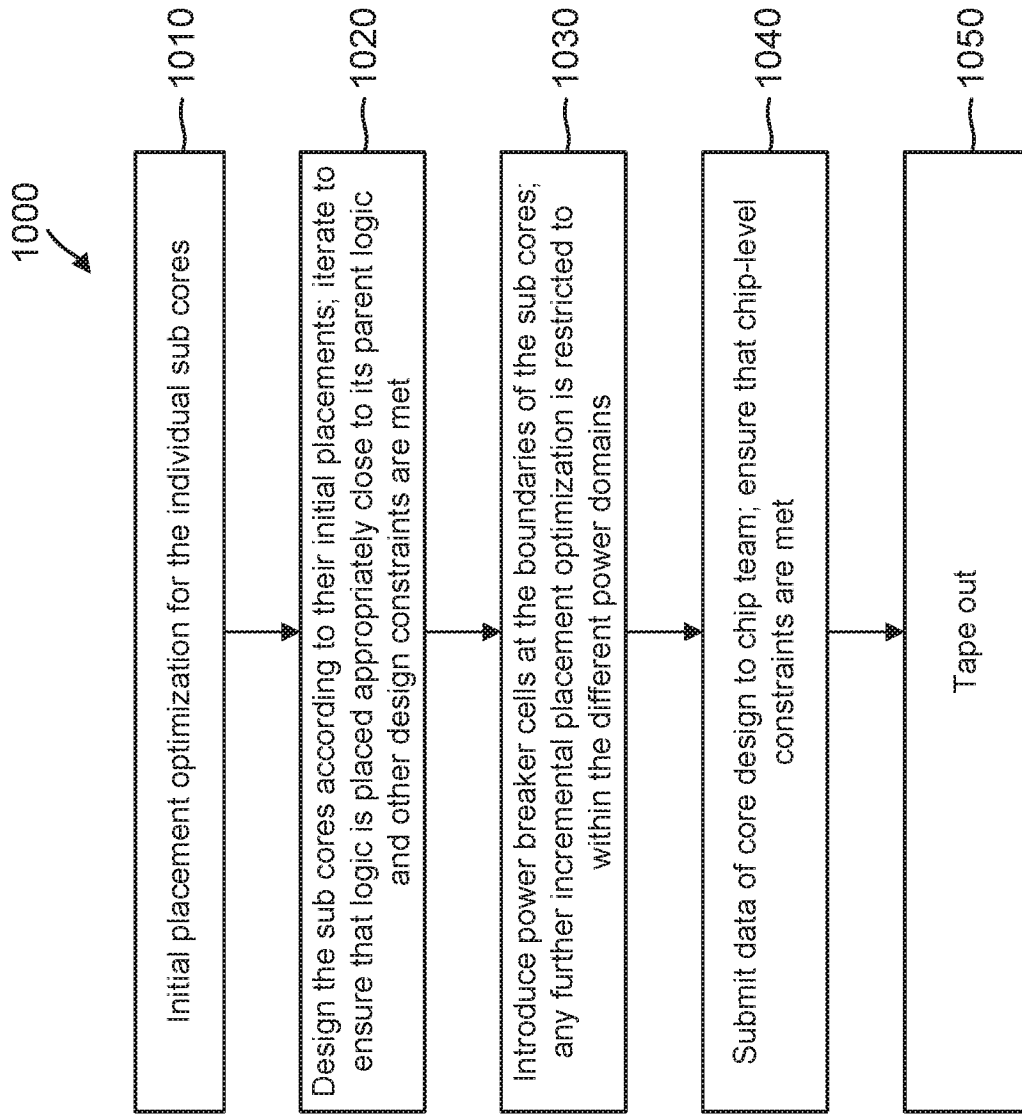 1000
Initial placement optimization for the individual sub cores
1010
Design the sub cores according to their initial placements; iterate to
ensure that logic is placed appropriately close to its parent logic
and other design constraints are met
1020
Introduce power breaker cells at the boundaries of the sub cores;
any further incremental placement optimization is restricted to
within the different power domains
1030
Submit data of core design to chip team; ensure that chip-level
constraints are met
1040
Tape out
1050